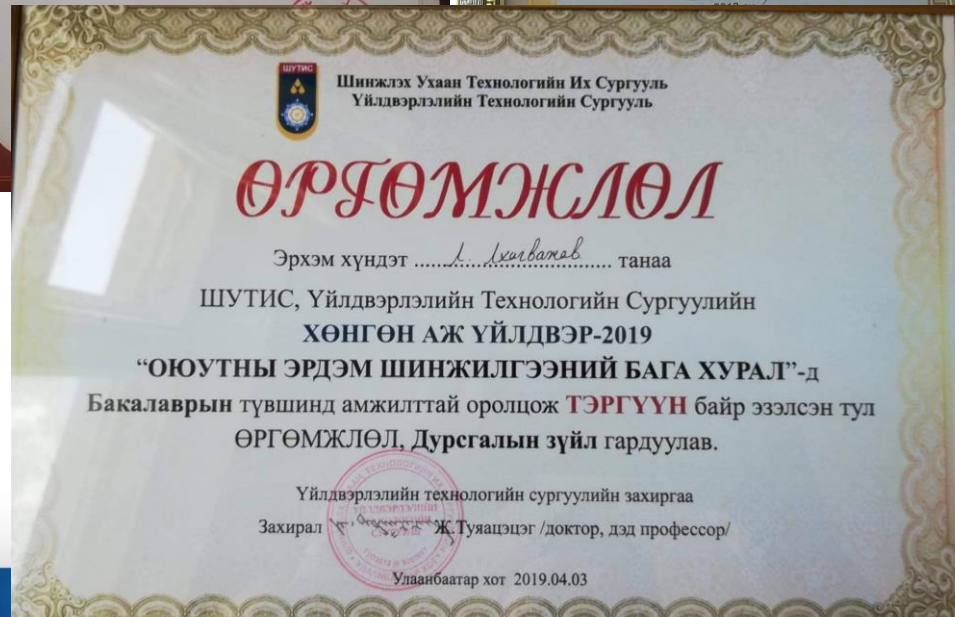 ШУТИС
Шинжлэх Ухаан Технологийн Их Сургууль
Үйлдвэрлэлийн Технологийн Сургууль
ӨРГӨМЖЛӨЛ
Эрхэм хүндэт ...... Л. Лхагважав ...... танаа
ШУТИС, Үйлдвэрлэлийн Технологийн Сургуулийн
ХӨНГӨН АЖ ҮЙЛДВЭР-2019
“ОЮУТНЫ ЭРДЭМ ШИНЖИЛГЭЭНИЙ БАГА ХУРАЛ”-д
Бакалаврын түвшинд амжилттай оролцож ТЭРГҮҮН байр эзэлсэн тул
ӨРГӨМЖЛӨЛ, Дурсгалын зүйл гардуулав.
Үйлдвэрлэлийн технологийн сургуулийн захиргаа
Захирал Ж.Туяацэцэг /доктор, дэд профессор/
Улаанбаатар хот 2019.04.03